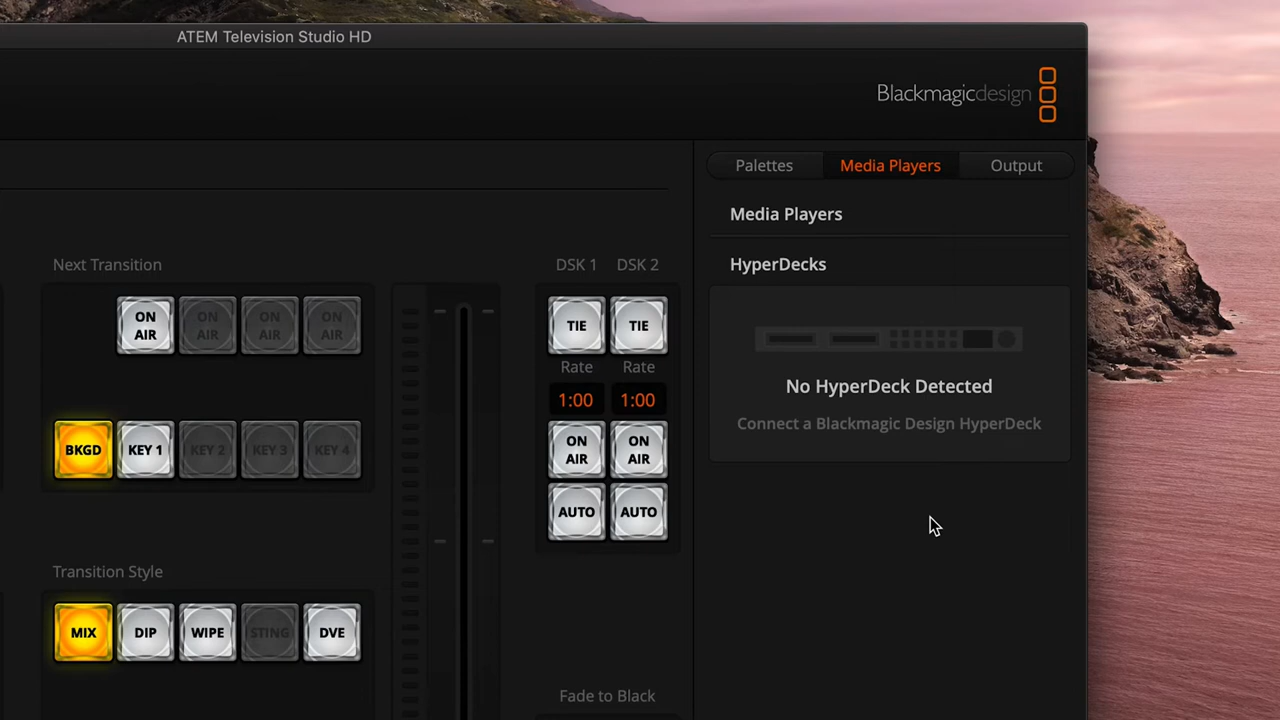 ATEM Television Studio HD
Blackmagicdesign
Palettes
Media Players
Output
Media Players
HyperDecks
No HyperDeck Detected
Connect a Blackmagic Design HyperDeck
Next Transition
ON AIR
ON AIR
ON AIR
ON AIR
BKGD
KEY 1
KEY 2
KEY 3
KEY 4
DSK 1
DSK 2
TIE
TIE
Rate
Rate
1:00
1:00
ON AIR
ON AIR
AUTO
AUTO
Transition Style
MIX
DIP
WIPE
STING
DVE
Fade to Black